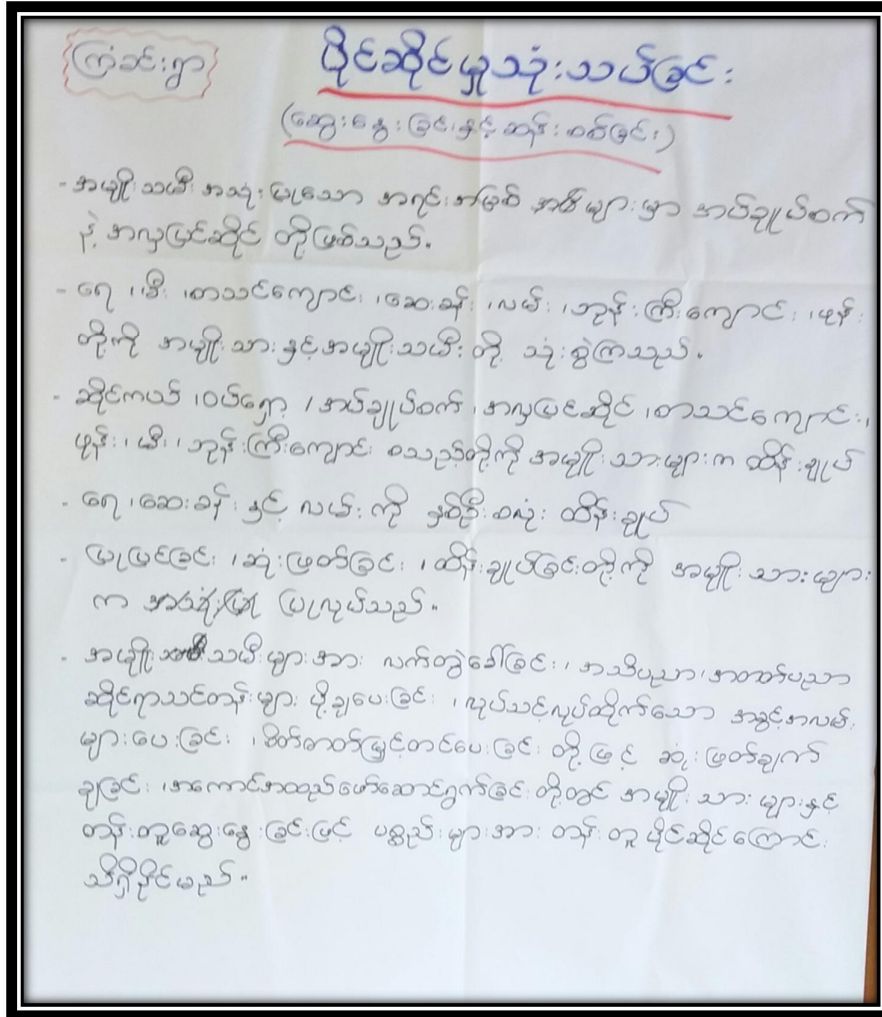 ကြံခင်းရွာ
ပိုင်ဆိုင်မှုသုံးသပ်ခြင်း
(ဆွေးနွေးခြင်းနှင့် ဆန်းစစ်ခြင်း)
- အမျိုးသမီး အသုံးပြုသော အရင်းအမြစ် အဓိများမှာ အပ်ချုပ်စက်
နဲ့ အလှပြင်ဆိုင် တို့ဖြစ်သည်။
- ရေ ၊ မီး ၊ စာသင်ကျောင်း ၊ ဆေးခန်း ၊ လမ်း ၊ ဘုန်းကြီးကျောင်း ၊ ဖုန်း
တို့ကို အမျိုးသားနှင့်အမျိုးသမီးတို့ သုံးစွဲကြသည်။
- ဆိုင်ကယ် ၊ ဝပ်ရှော့ ၊ အပ်ချုပ်စက် ၊ အလှပြင်ဆိုင် ၊ စာသင်ကျောင်း ၊
ဖုန်း ၊ မီး ၊ ဘုန်းကြီးကျောင်း စသည့်တို့ကို အမျိုးသားများက ထိန်းချုပ်
- ရေ ၊ ဆေးခန်း နှင့် လမ်း ကို နှစ်ဦးစလုံး ထိန်းချုပ်
- ပြုပြင်ခြင်း ၊ ဆုံးဖြတ်ခြင်း ၊ ထိန်းချုပ်ခြင်းတို့ကို အမျိုးသားများ
က ပြုလုပ်သည်။
- အမျိုးသမီးများအား လက်တွဲခေါ်ခြင်း ၊ အသိပညာ ၊ အတတ်ပညာ
ဆိုင်ရာသင်တန်းများ ပို့ချပေးခြင်း ၊ လုပ်သင့်လုပ်ထိုက်သော အခွင့်အလမ်း
များပေးခြင်း ၊ စိတ်ဓာတ်မြှင့်တင်ပေးခြင်း တို့ဖြင့် ဆုံးဖြတ်ချက်
ချခြင်း ၊ အကောင်အထည်ဖော်ဆောင်ရွက်ခြင်းတို့တွင် အမျိုးသားများနှင့်
တန်းတူဆွေးနွေးခြင်းဖြင့် ပစ္စည်းများအား တန်းတူ ပိုင်ဆိုင်ကြောင်း
သိရှိနိုင်မည်။